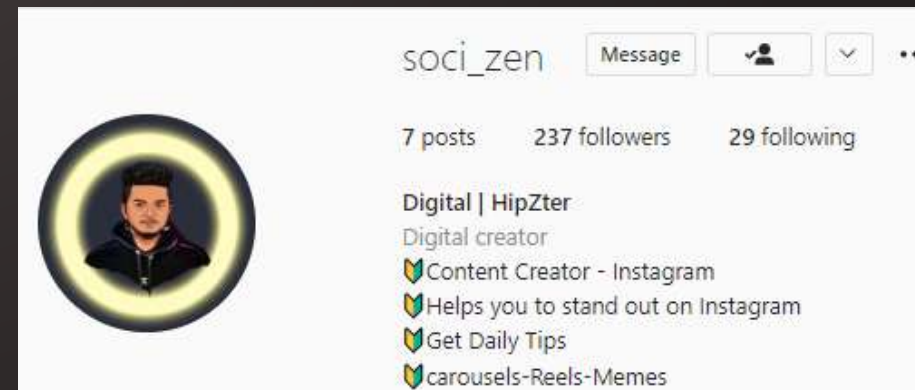 soci_zen Message
7 posts 237 followers 29 following
Digital | HipZter
Digital creator
🔰Content Creator - Instagram
🔰Helps you to stand out on Instagram
🔰Get Daily Tips
🔰carousels-Reels-Memes